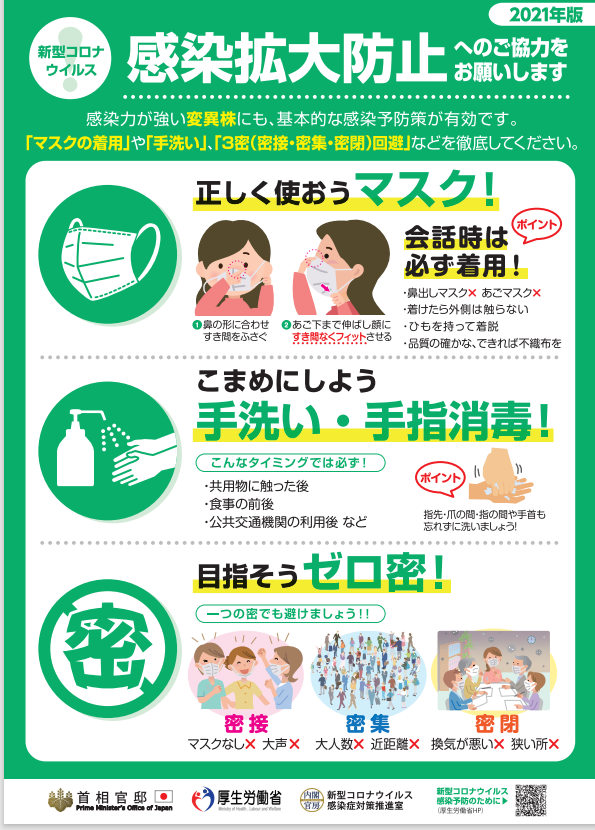 2021年版
新型コロナ
ウイルス
感染拡大防止
へのご協力を
お願いします
感染力が強い変異株にも、基本的な感染予防策が有効です。
「マスクの着用」や「手洗い」、「3密(密接・密集・密閉)回避」などを徹底してください。
正しく使おうマスク!
ポイント
会話時は
必ず着用!
・鼻出しマスク× あごマスク×
・着けたら外側は触らない
・ひもを持って着脱
・品質の確かな、できれば不織布を
1 鼻の形に合わせ
すき間をふさぐ
2 あご下まで伸ばし顔に
すき間なくフィットさせる
こまめにしよう
手洗い・手指消毒!
こんなタイミングでは必ず!
・共用物に触った後
・食事の前後
・公共交通機関の利用後 など
ポイント
指先・爪の間・指の間や手首も
忘れずに洗いましょう!
目指そうゼロ密!
一つの密でも避けましょう!!
密
密接
マスクなし× 大声×
密集
大人数× 近距離×
密閉
換気が悪い× 狭い所×
首相官邸
Prime Minister's Office of Japan
厚生労働省
Ministry of Health, Labour and Welfare
内閣
官房
新型コロナウイルス
感染症対策推進室
新型コロナウイルス
感染予防のために
(厚生労働省HP)